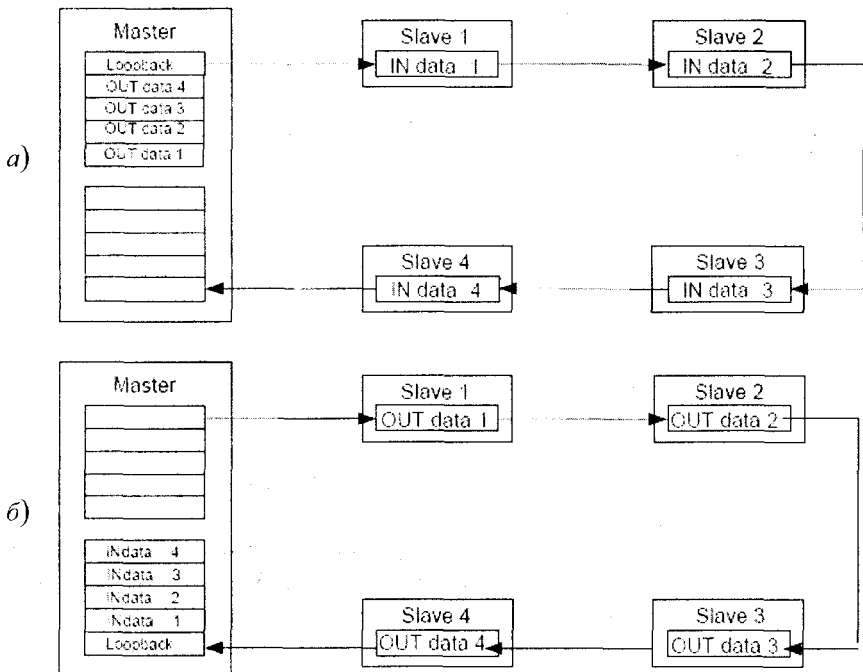 а)
Master
Loopback
OUT data 4
OUT data 3
OUT data 2
OUT data 1
Slave 1
IN data 1
Slave 2
IN data 2
Slave 4
IN data 4
Slave 3
IN data 3
б)
Master
INdata 4
INdata 3
INdata 2
INdata 1
Loopback
Slave 1
OUT data 1
Slave 2
OUT data 2
Slave 4
OUT data 4
Slave 3
OUT data 3